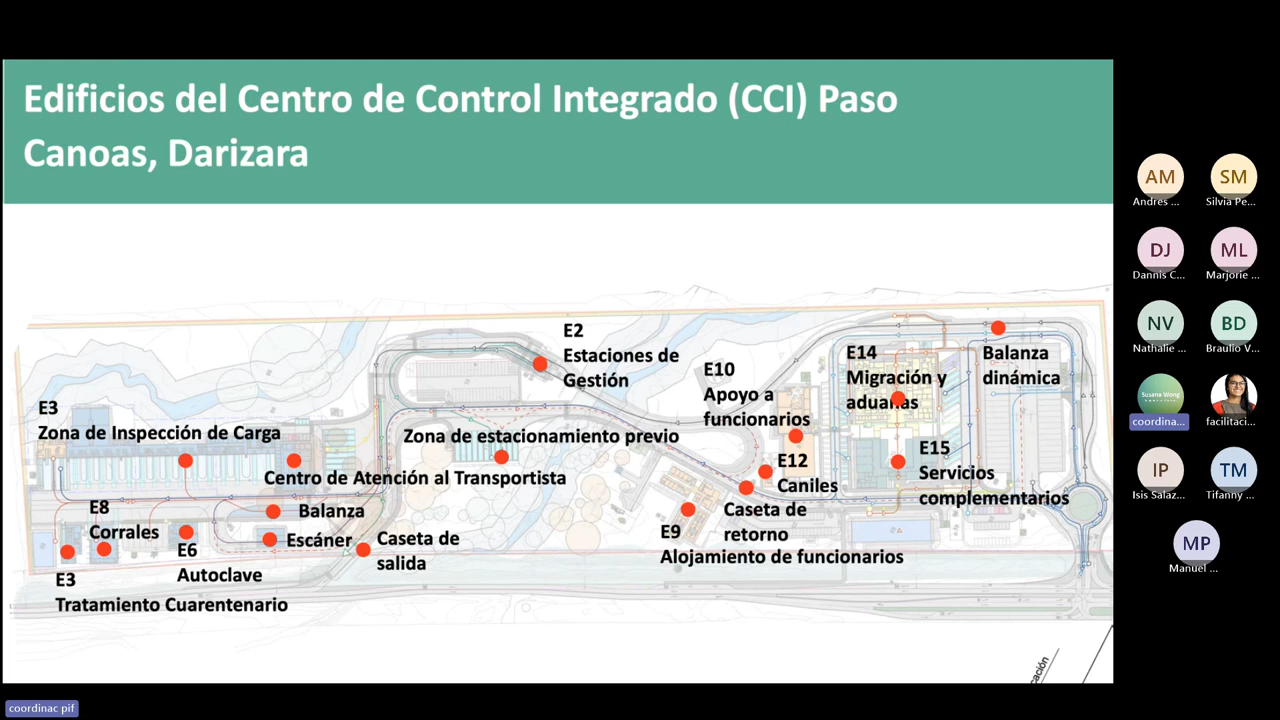 Edificios del Centro de Control Integrado (CCI) Paso
Canoas, Darizara
E2
Estaciones de
Gestión
E10
Apoyo a
funcionarios
E14
Migración y
aduanas
Balanza
dinámica
E3
Zona de Inspección de Carga
Zona de estacionamiento previo
Centro de Atención al Transportista
E12
Caniles
E15
Servicios
complementarios
E8
Corrales
Balanza
Caseta de
retorno
E6
Autoclave
Escáner
Caseta de
salida
E9
Alojamiento de funcionarios
E3
Tratamiento Cuarentenario
cación
AM
Andres ...
SM
Silvia Pe...
DJ
Dannis C...
ML
Marjorie ...
NV
Nathalie ...
BD
Braulio V...
Susana Wong
coordina...
facilitaci...
IP
Isis Salaz...
TM
Tifanny ...
MP
Manuel ...
coordinac pif